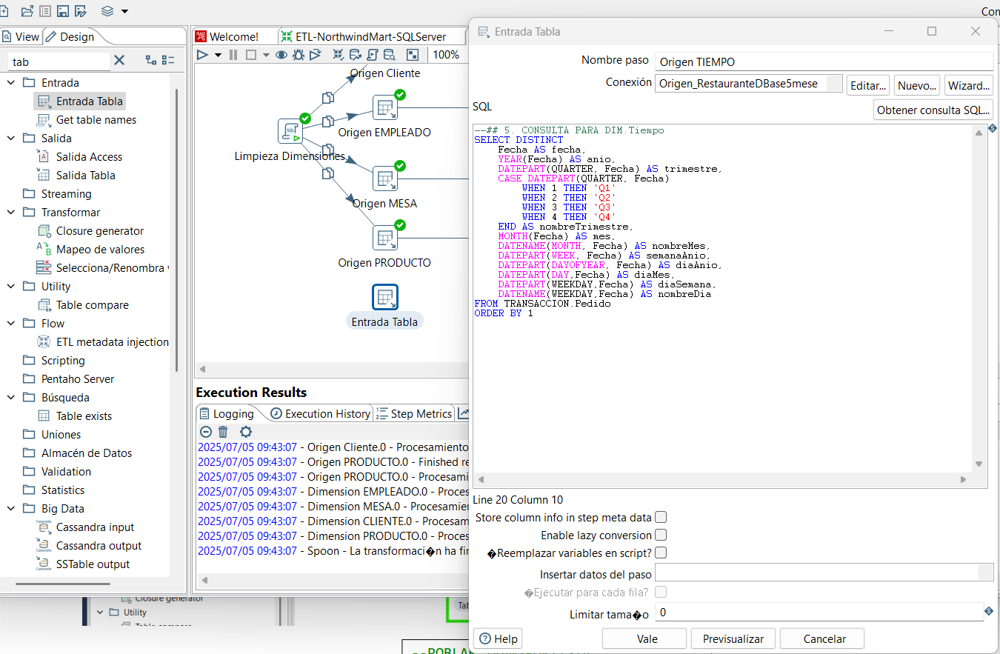 Con
View
Design
tab
Entrada
Entrada Tabla
Get table names
Salida
Salida Access
Salida Tabla
Streaming
Transformar
Closure generator
Mapeo de valores
Selecciona/Renombra
Utility
Table compare
Flow
ETL metadata injection
Scripting
Pentaho Server
Búsqueda
Table exists
Uniones
Almacén de Datos
Validation
Statistics
Big Data
Cassandra input
Cassandra output
SSTable output
Welcome!
ETL-NorthwindMart-SQLServer
100%
Origen Cliente
Origen EMPLEADO
Limpieza Dimensiones
Origen MESA
Origen PRODUCTO
Entrada Tabla
Execution Results
Logging
Execution History
Step Metrics
2025/07/05 09:43:07 - Origen Cliente.0 - Procesamiento
2025/07/05 09:43:07 - Origen PRODUCTO.0 - Finished re
2025/07/05 09:43:07 - Origen PRODUCTO.0 - Procesami
2025/07/05 09:43:07 - Dimension EMPLEADO.0 - Proces
2025/07/05 09:43:07 - Dimension MESA.0 - Procesamie
2025/07/05 09:43:07 - Dimension CLIENTE.0 - Procesam
2025/07/05 09:43:07 - Dimension PRODUCTO.0 - Proces
2025/07/05 09:43:07 - Spoon - La transformaci�n ha fi
Entrada Tabla
Nombre paso Origen TIEMPO
Conexión Origen_RestauranteDBase5mese Editar... Nuevo... Wizard...
SQL
Obtener consulta SQL...
--## 5. CONSULTA PARA DIM.Tiempo
SELECT DISTINCT
Fecha AS fecha,
YEAR(Fecha) AS anio,
DATEPART(QUARTER, Fecha) AS trimestre,
CASE DATEPART(QUARTER, Fecha)
WHEN 1 THEN 'Q1'
WHEN 2 THEN 'Q2'
WHEN 3 THEN 'Q3'
WHEN 4 THEN 'Q4'
END AS nombreTrimestre,
MONTH(Fecha) AS mes,
DATENAME(MONTH, Fecha) AS nombreMes,
DATEPART(WEEK, Fecha) AS semanaAnio,
DATEPART(DAYOFYEAR, Fecha) AS diaAnio,
DATEPART(DAY,Fecha) AS diaMes,
DATEPART(WEEKDAY,Fecha) AS diaSemana,
DATENAME(WEEKDAY,Fecha) AS nombreDia
FROM TRANSACCION.Pedido
ORDER BY 1
Line 20 Column 10
Store column info in step meta data
Enable lazy conversion
�Reemplazar variables en script?
Insertar datos del paso
�Ejecutar para cada fila?
Limitar tama�o 0
Help
Vale
Previsualizar
Cancelar
Closure generator
Utility
Tab